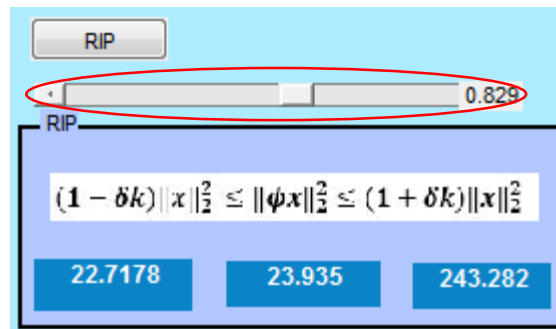 RIP
0.829
RIP
(1 − δk)||x||₂² ≤ ||ψx||₂² ≤ (1 + δk)||x||₂²
22.7178 23.935 243.282